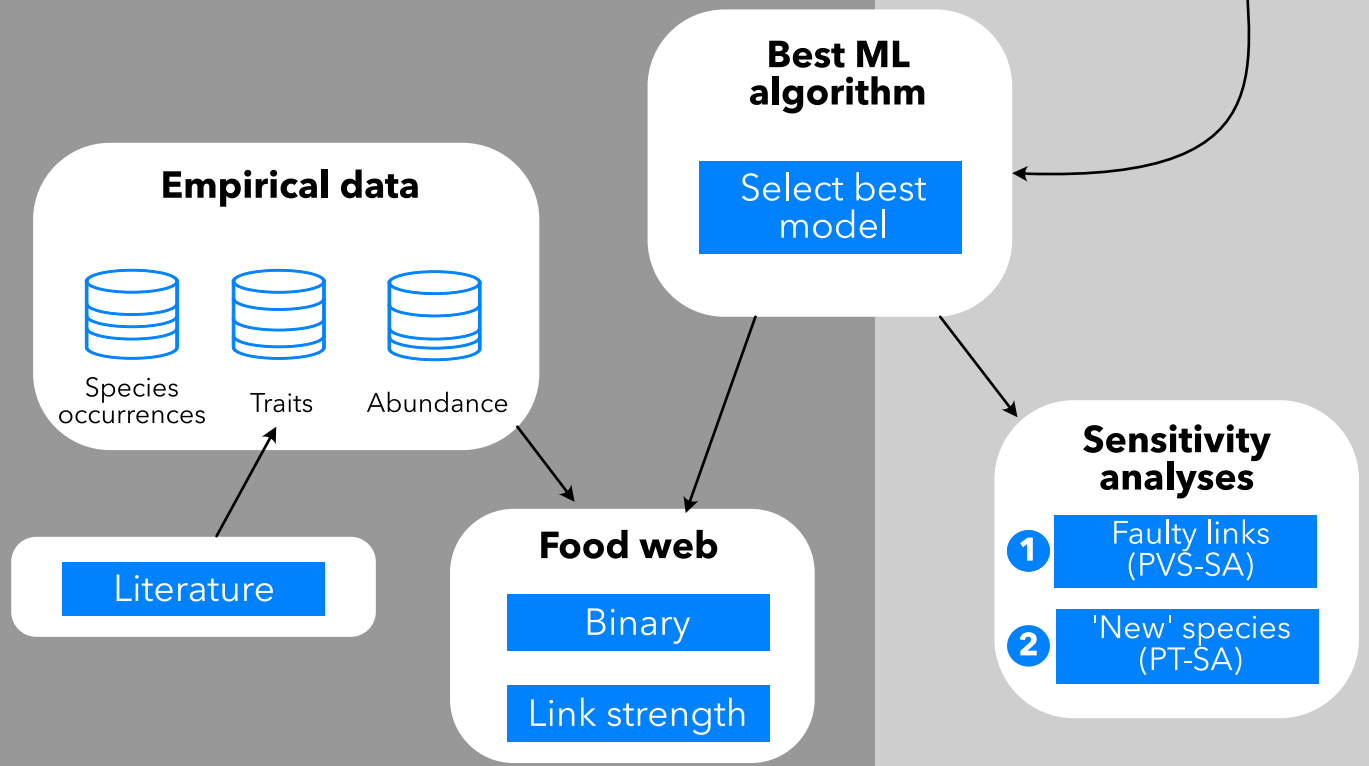 Best ML
algorithm
Select best
model
Empirical data
Species
occurrences
Traits
Abundance
Literature
Food web
Binary
Link strength
Sensitivity
analyses
1
Faulty links
(PVS-SA)
2
'New' species
(PT-SA)